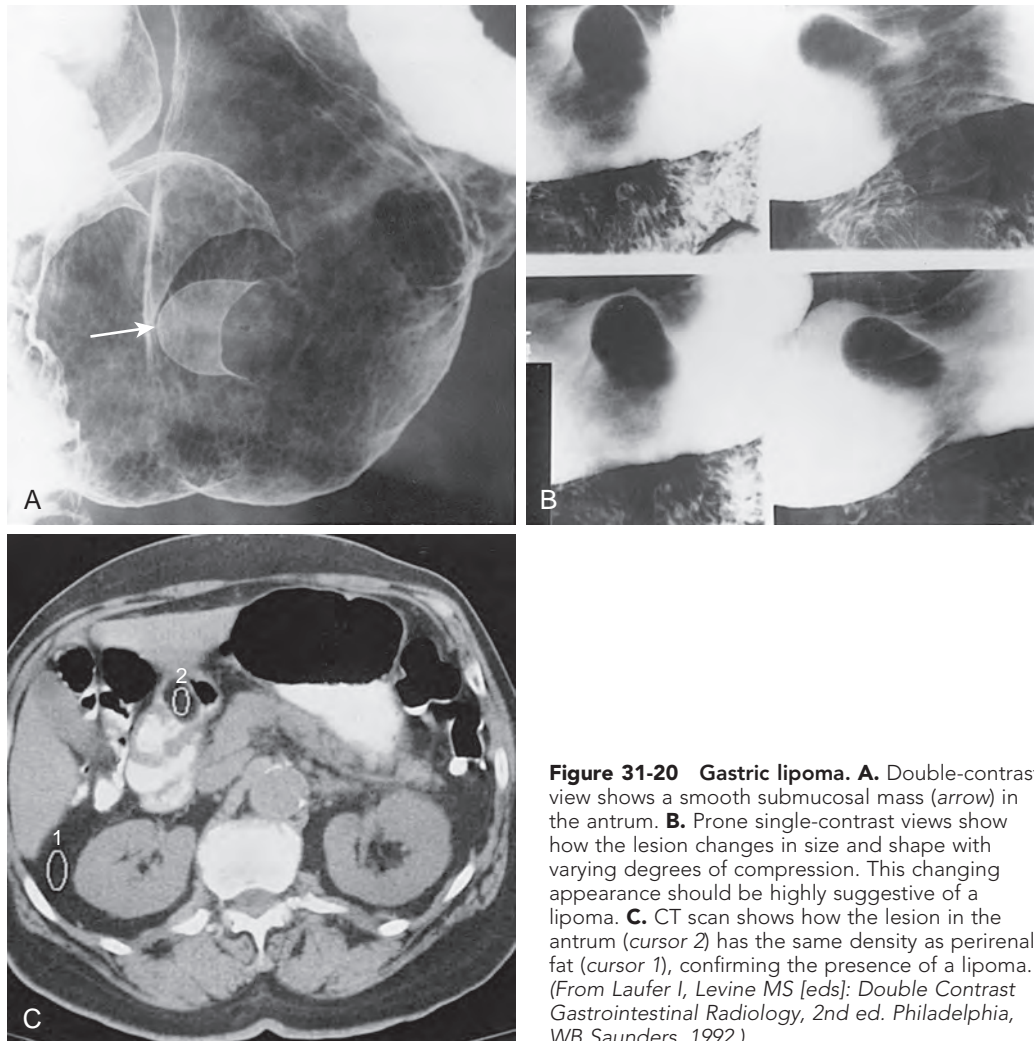 A
B
2
1
C
Figure 31-20 Gastric lipoma. A. Double-contrast
view shows a smooth submucosal mass (arrow) in
the antrum. B. Prone single-contrast views show
how the lesion changes in size and shape with
varying degrees of compression. This changing
appearance should be highly suggestive of a
lipoma. C. CT scan shows how the lesion in the
antrum (cursor 2) has the same density as perirenal
fat (cursor 1), confirming the presence of a lipoma.
(From Laufer I, Levine MS [eds]: Double Contrast
Gastrointestinal Radiology, 2nd ed. Philadelphia,
WB Saunders, 1992.)